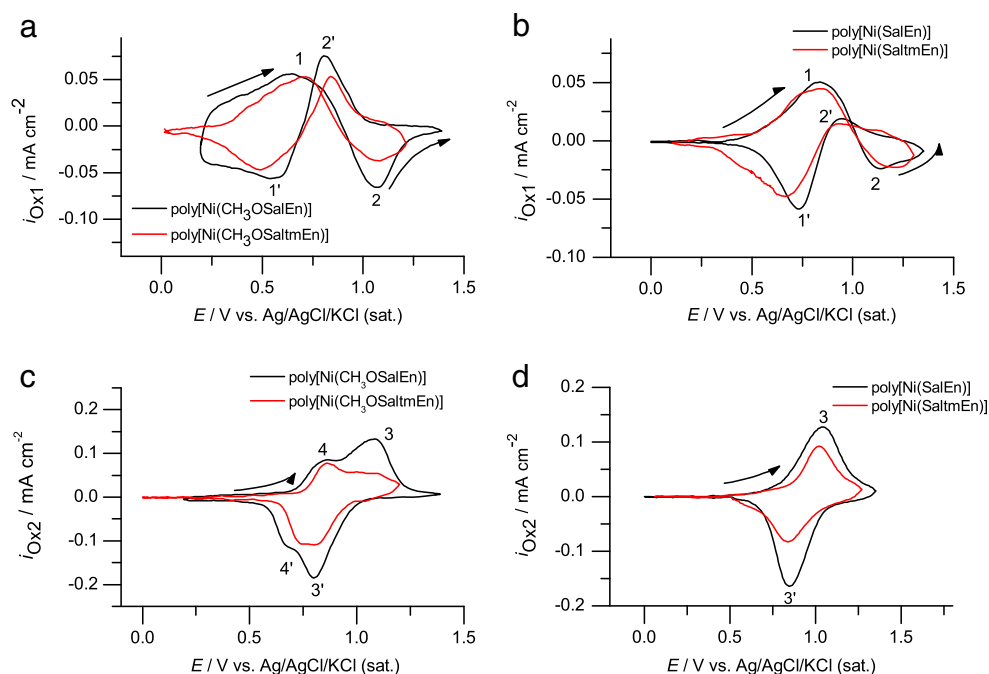 a
2'
1
0.05
0.00
-0.05
-0.10
i Ox1 / mA cm-2
1'
2
poly[Ni(CH3OSalEn)]
poly[Ni(CH3OSaltmEn)]
0.0 0.5 1.0 1.5
E / V vs. Ag/AgCl/KCl (sat.)
b
poly[Ni(SalEn)]
poly[Ni(SaltmEn)]
1
2'
0.05
0.00
-0.05
-0.10
i Ox1 / mA cm-2
1'
2
0.0 0.5 1.0 1.5
E / V vs. Ag/AgCl/KCl (sat.)
c
poly[Ni(CH3OSalEn)]
poly[Ni(CH3OSaltmEn)]
4
3
0.2
0.1
0.0
-0.1
-0.2
i Ox2 / mA cm-2
4'
3'
0.0 0.5 1.0 1.5
E / V vs. Ag/AgCl/KCl (sat.)
d
poly[Ni(SalEn)]
poly[Ni(SaltmEn)]
3
0.2
0.1
0.0
-0.1
-0.2
i Ox2 / mA cm-2
3'
0.0 0.5 1.0 1.5
E / V vs. Ag/AgCl/KCl (sat.)